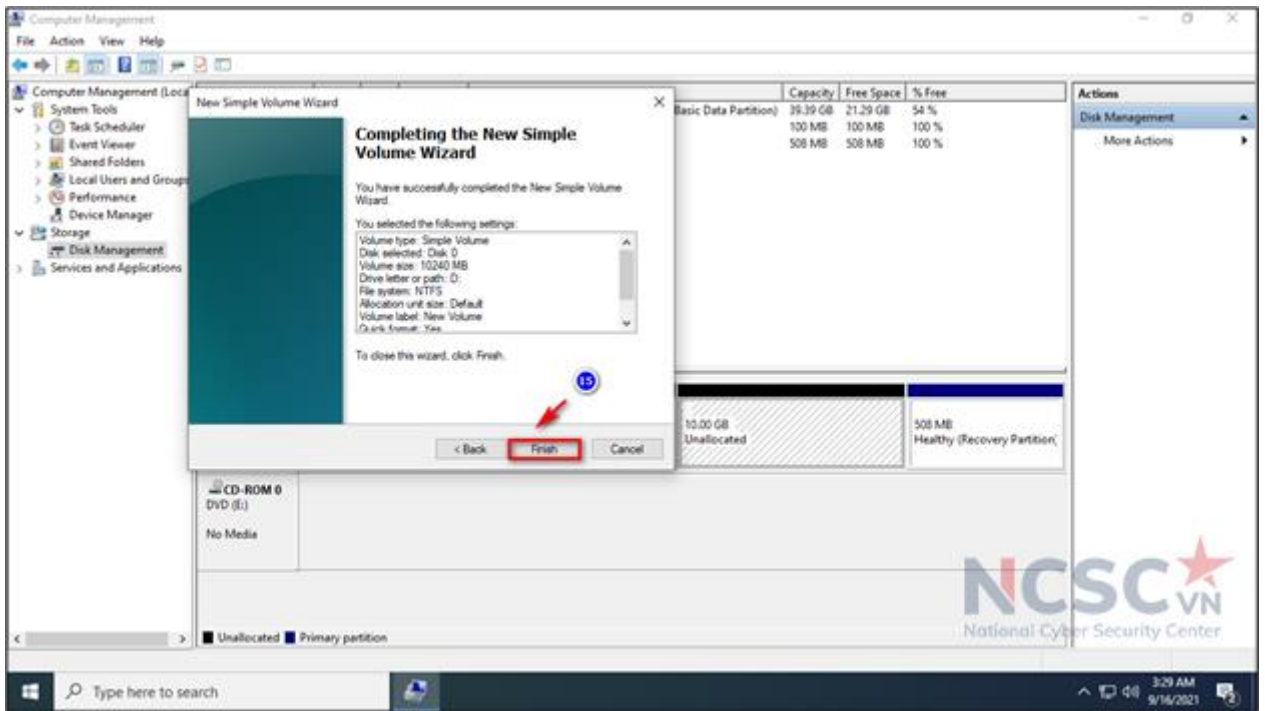 Computer Management
File Action View Help
Computer Management (Loca
System Tools
Task Scheduler
Event Viewer
Shared Folders
Local Users and Groups
Performance
Device Manager
Storage
Disk Management
Services and Applications
New Simple Volume Wizard
Completing the New Simple
Volume Wizard
You have successfully completed the New Simple Volume
Wizard.
You selected the following settings:
Volume type: Simple Volume
Disk selected: Disk 0
Volume size: 10240 MB
Drive letter or path: D:
File system: NTFS
Allocation unit size: Default
Volume label: New Volume
Quick format: Yes
To close this wizard, click Finish.
15
< Back Finish Cancel
Capacity Free Space % Free
Basic Data Partition) 39.39 GB 21.29 GB 54 %
100 MB 100 MB 100 %
508 MB 508 MB 100 %
10.00 GB
Unallocated
508 MB
Healthy (Recovery Partition)
CD-ROM 0
DVD (E:)
No Media
Unallocated Primary partition
Actions
Disk Management
More Actions
NCSC VN
National Cyber Security Center
Type here to search
3:29 AM
9/16/2021
2